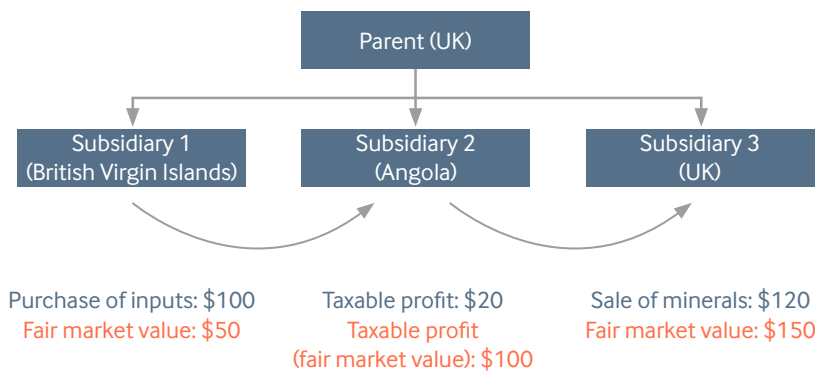 Parent (UK)
Subsidiary 1
(British Virgin Islands)
Subsidiary 2
(Angola)
Subsidiary 3
(UK)
Purchase of inputs: $100
Fair market value: $50
Taxable profit: $20
Taxable profit
(fair market value): $100
Sale of minerals: $120
Fair market value: $150